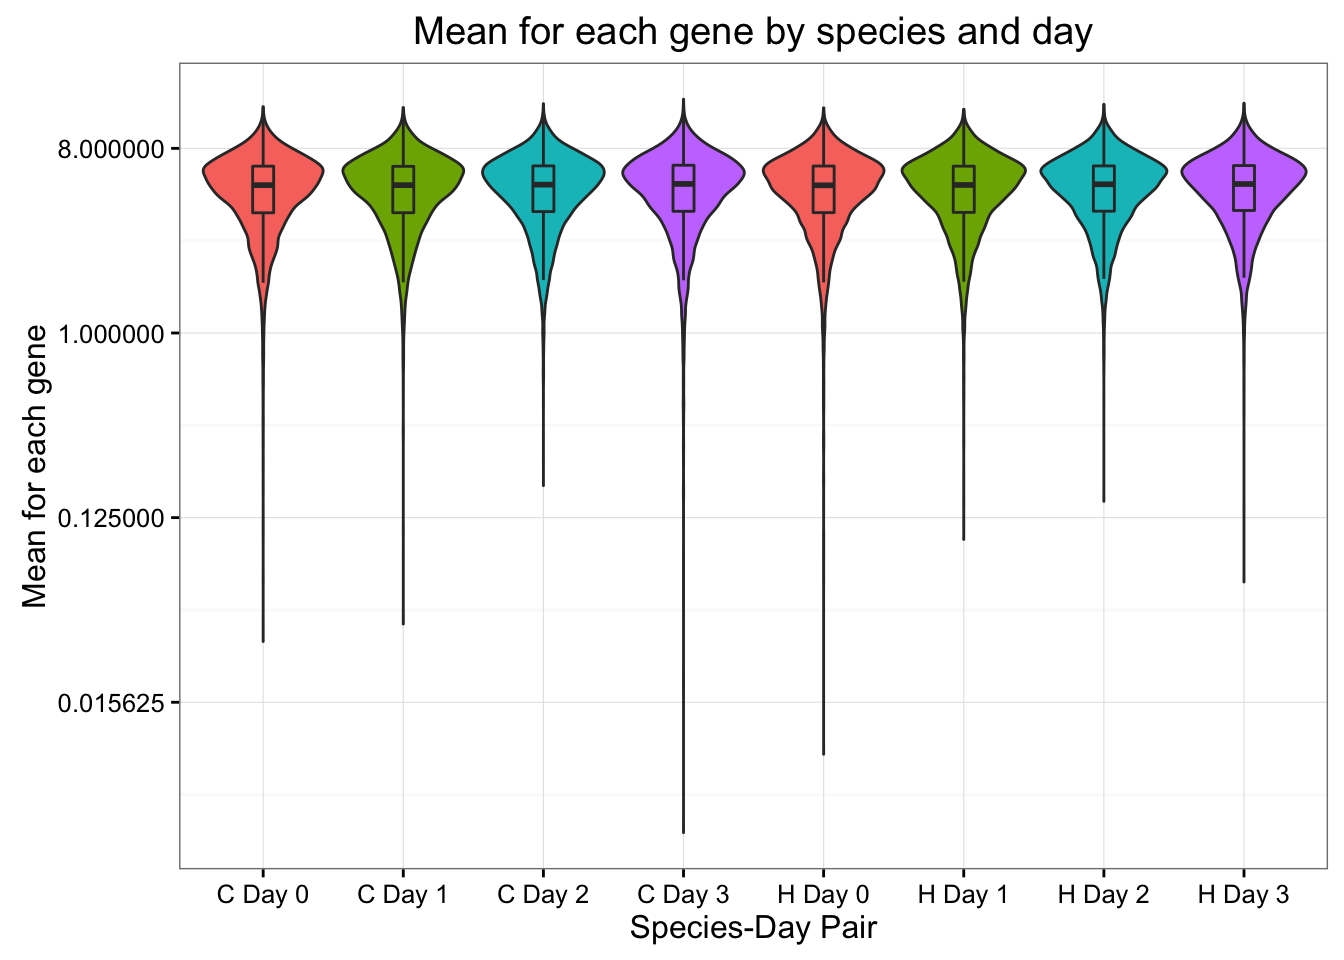 Mean for each gene by species and day
Mean for each gene
8.000000
1.000000
0.125000
0.015625
C Day 0 C Day 1 C Day 2 C Day 3 H Day 0 H Day 1 H Day 2 H Day 3
Species-Day Pair